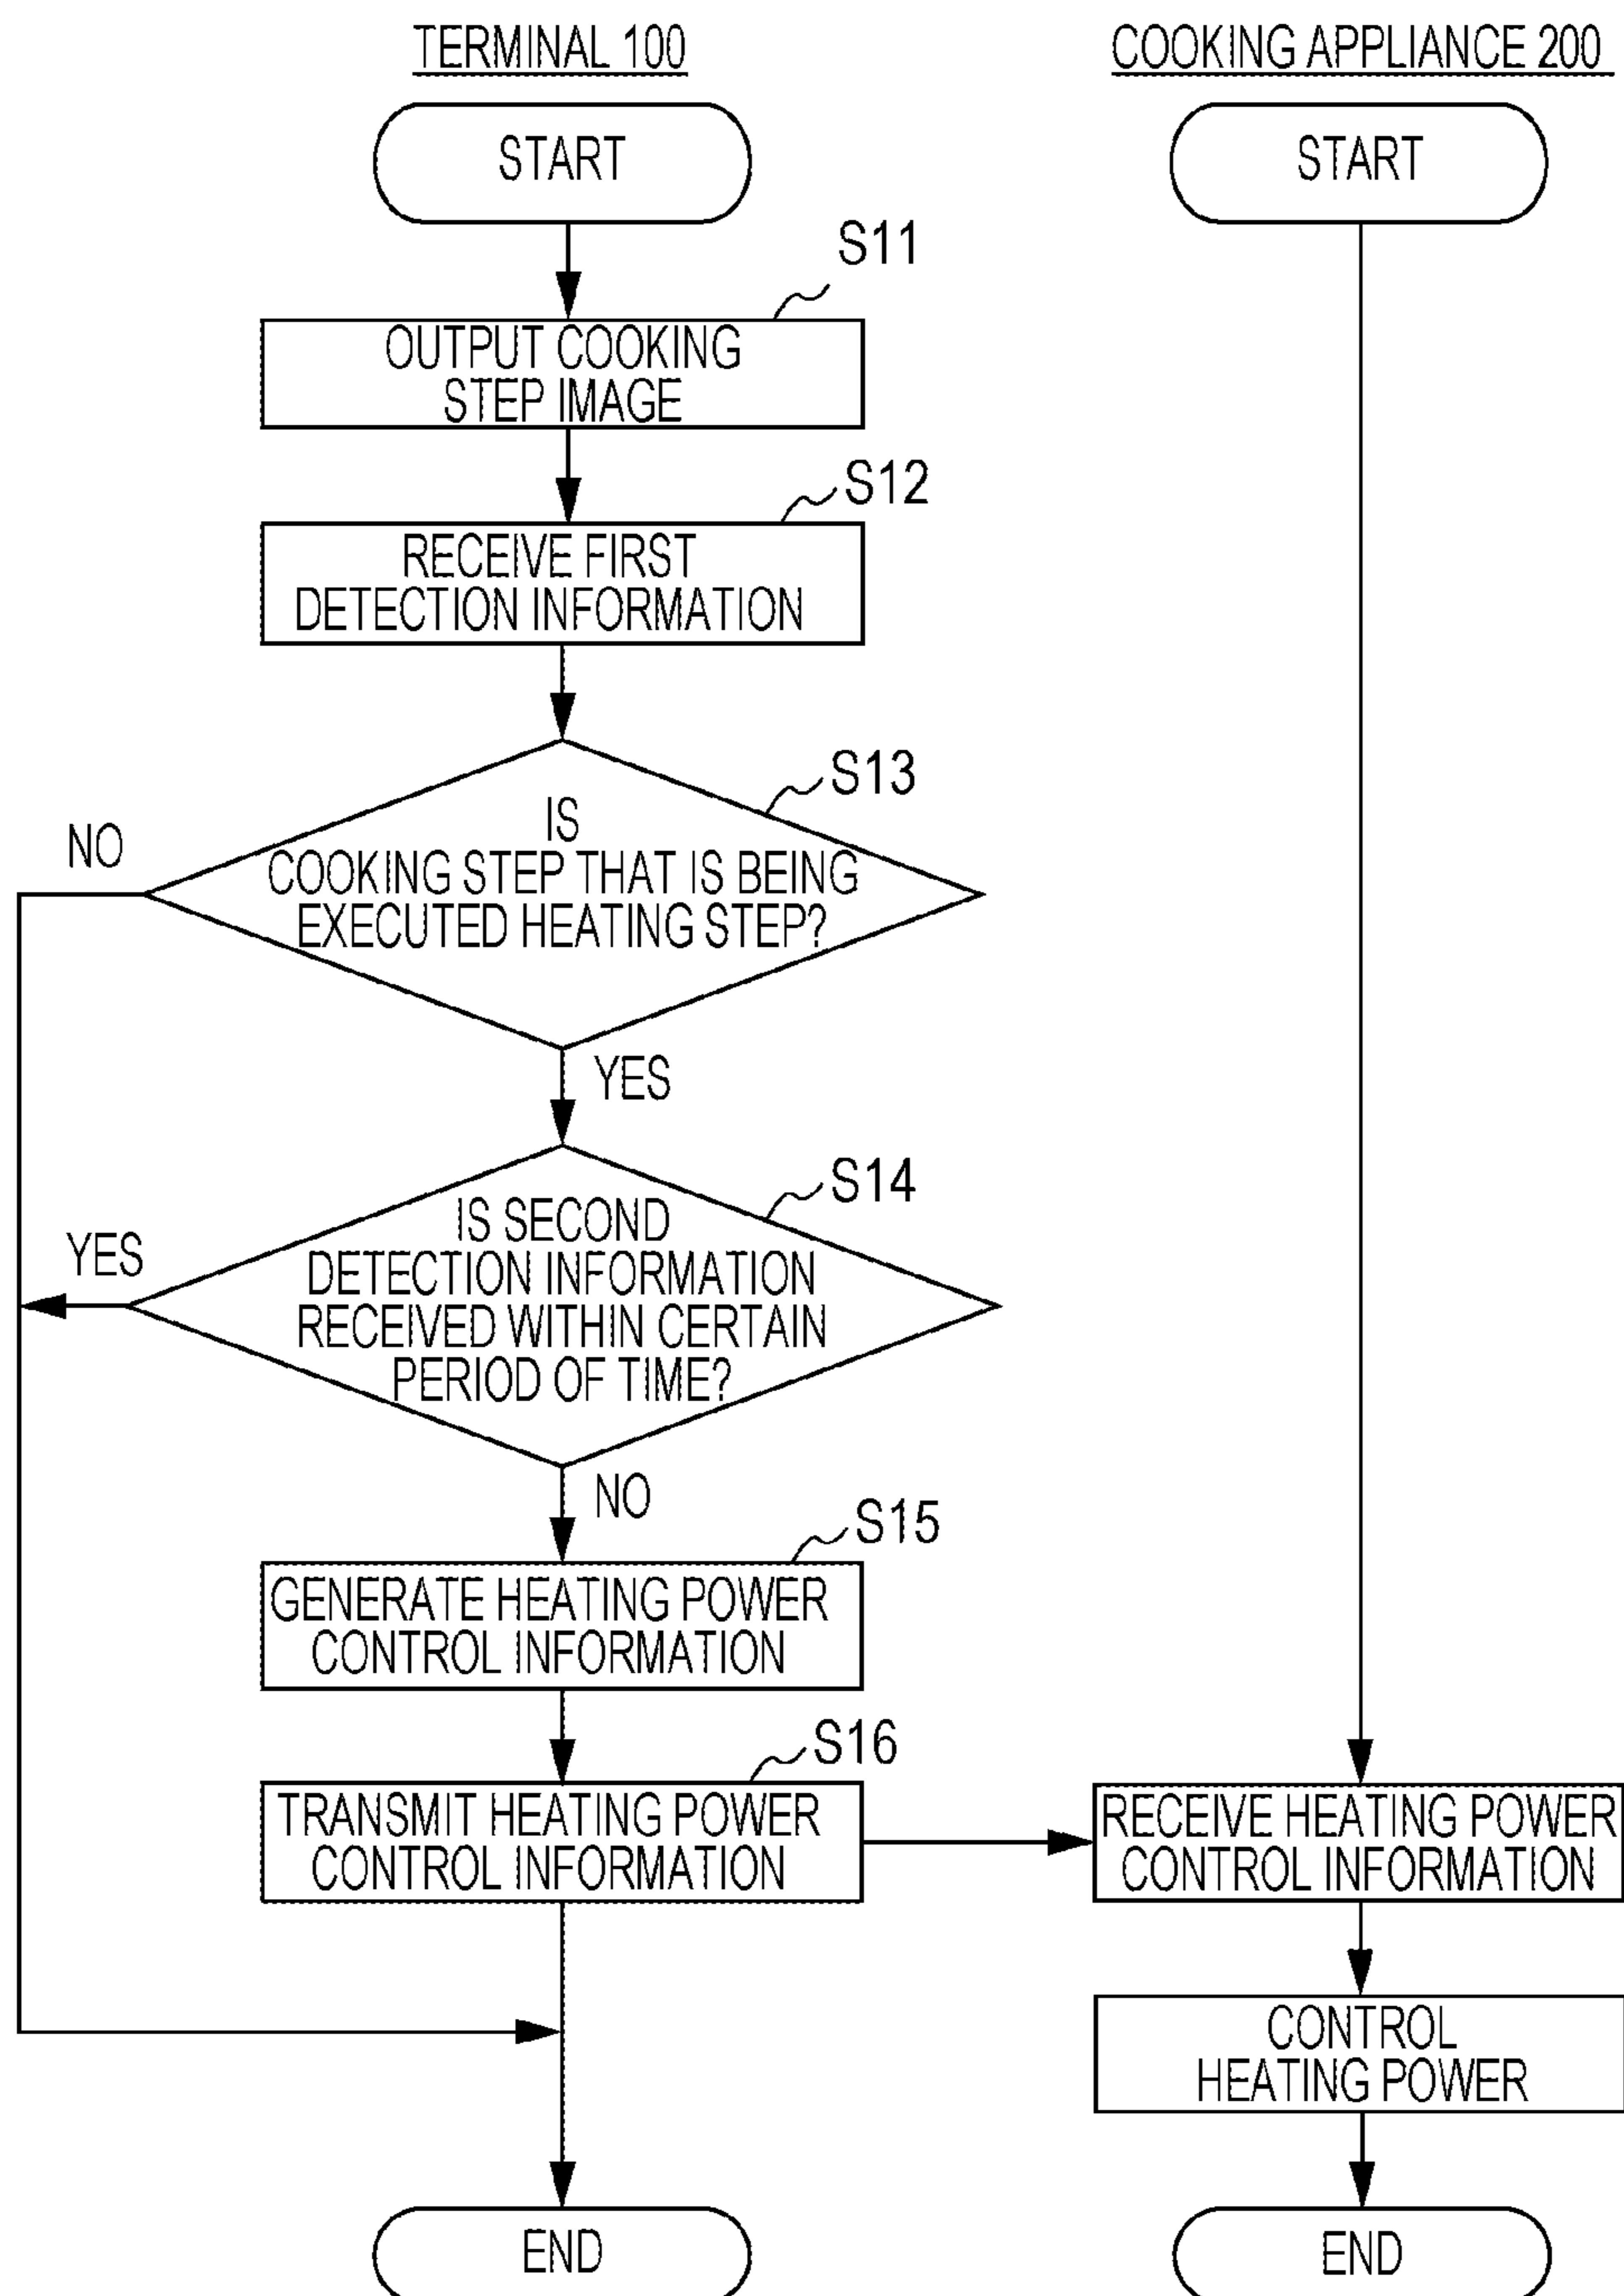 TERMINAL 100
COOKING APPLIANCE 200
START
START
S11
OUTPUT COOKING
STEP IMAGE
S12
RECEIVE FIRST
DETECTION INFORMATION
S13
IS
COOKING STEP THAT IS BEING
EXECUTED HEATING STEP?
NO
YES
S14
IS SECOND
DETECTION INFORMATION
RECEIVED WITHIN CERTAIN
PERIOD OF TIME?
YES
NO
S15
GENERATE HEATING POWER
CONTROL INFORMATION
S16
TRANSMIT HEATING POWER
CONTROL INFORMATION
RECEIVE HEATING POWER
CONTROL INFORMATION
CONTROL
HEATING POWER
END
END